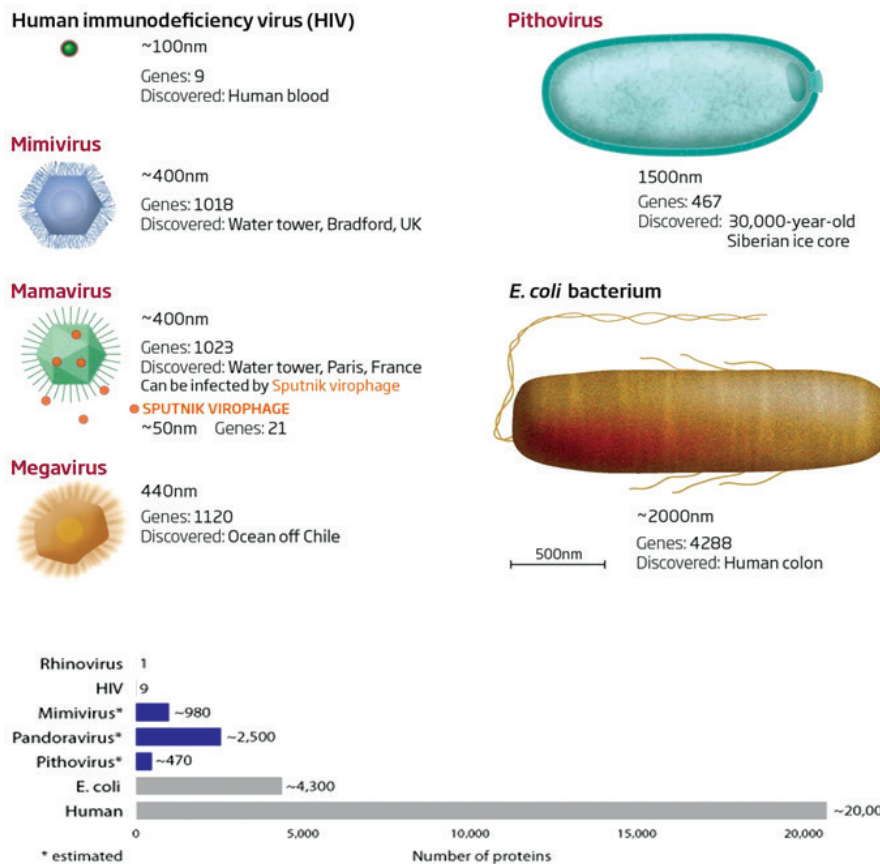 Human immunodeficiency virus (HIV)
~100nm
Genes: 9
Discovered: Human blood
Mimivirus
~400nm
Genes: 1018
Discovered: Water tower, Bradford, UK
Mamavirus
~400nm
Genes: 1023
Discovered: Water tower, Paris, France
Can be infected by Sputnik virophage
SPUTNIK VIROPHAGE
~50nm Genes: 21
Megavirus
440nm
Genes: 1120
Discovered: Ocean off Chile
Pithovirus
1500nm
Genes: 467
Discovered: 30,000-year-old
Siberian ice core
E. coli bacterium
~2000nm
Genes: 4288
Discovered: Human colon
500nm
Rhinovirus 1
HIV 9
Mimivirus* ~980
Pandoravirus* ~2,500
Pithovirus* ~470
E. coli ~4,300
Human ~20,00
0 5,000 10,000 15,000 20,000
* estimated Number of proteins